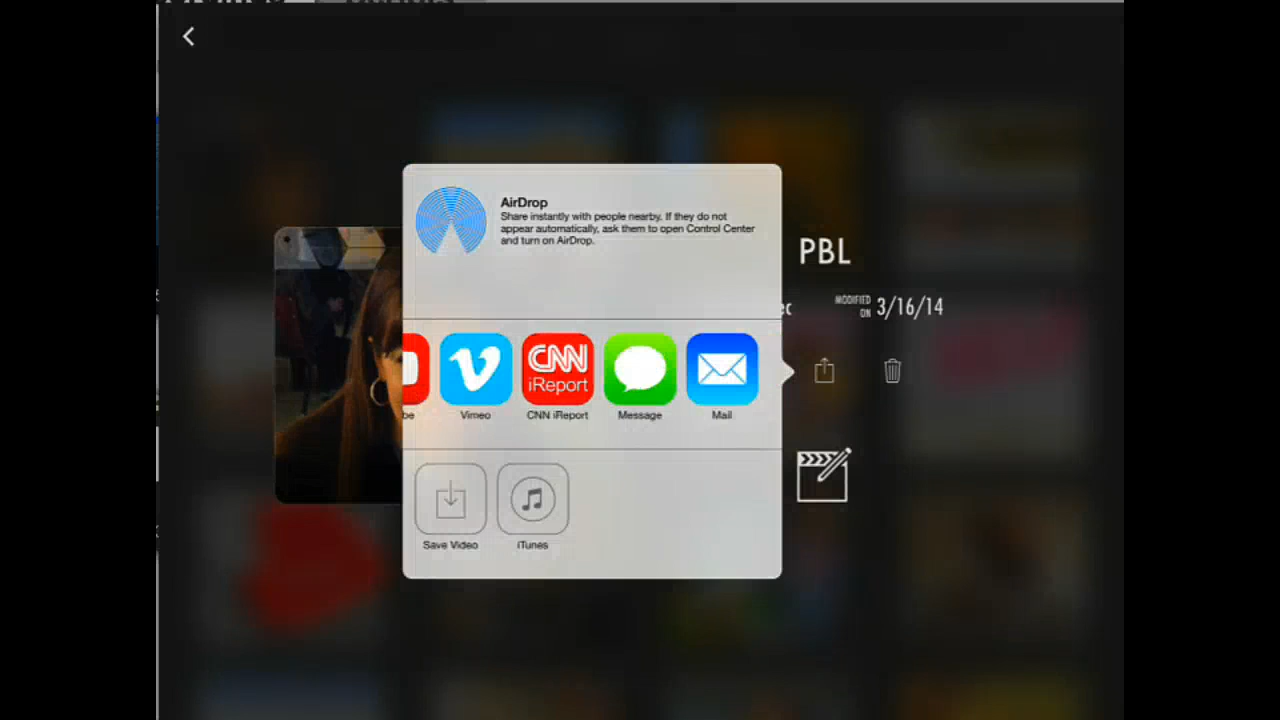 AirDrop
Share instantly with people nearby. If they do not
appear automatically, ask them to open Control Center
and turn on AirDrop.
PBL
ec MODIFIED ON 3/16/14
CNN
iReport
be Vimeo CNN iReport Message Mail
Save Video iTunes